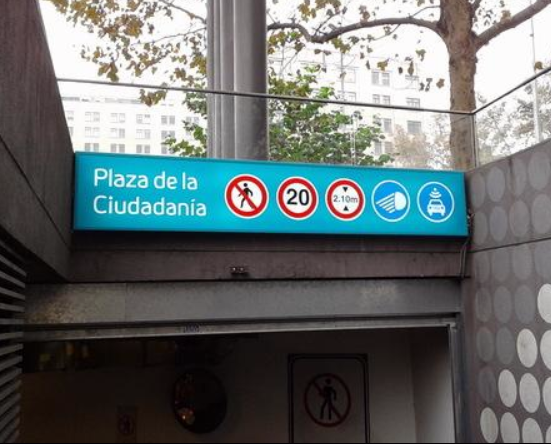 Plaza de la
Ciudadanía
20
2.10m